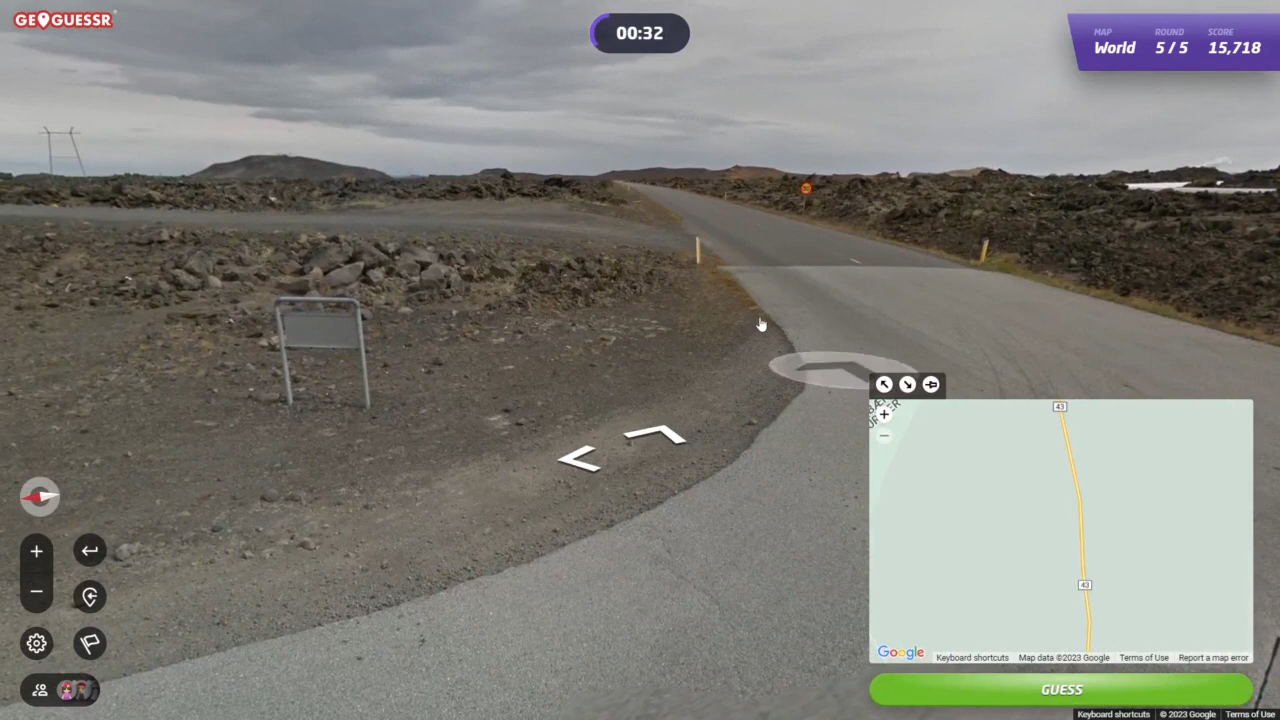 GEOGUESSR
00:32
MAP
World
ROUND
5 / 5
SCORE
15,718
43
43
Google
Keyboard shortcuts
Map data ©2023 Google
Terms of Use
Report a map error
GUESS
Keyboard shortcuts
© 2023 Google
Terms of Use